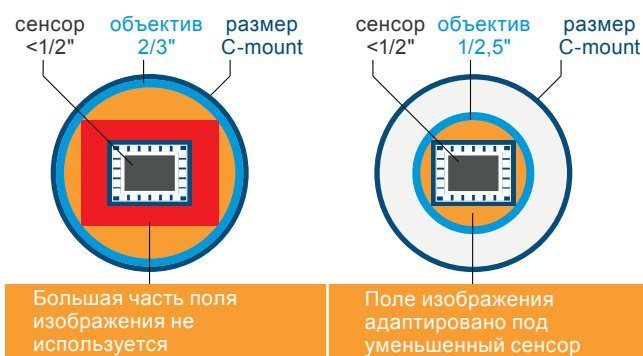 сенсор
<1/2"
объектив
2/3"
размер
C-mount
сенсор
<1/2"
объектив
1/2,5"
размер
C-mount
Большая часть поля
изображения не
используется
Поле изображения
адаптировано под
уменьшенный сенсор